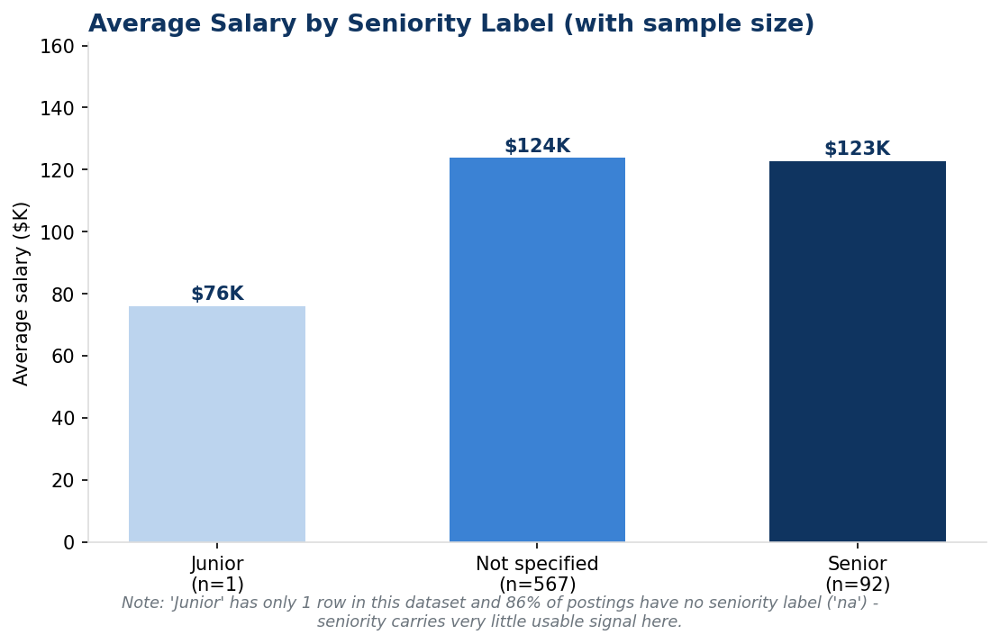 Average Salary by Seniority Label (with sample size)
160
140
120
100
80
60
40
20
0
Average salary ($K)
$76K
$124K
$123K
Junior
(n=1)
Not specified
(n=567)
Senior
(n=92)
Note: 'Junior' has only 1 row in this dataset and 86% of postings have no seniority label ('na') -
seniority carries very little usable signal here.